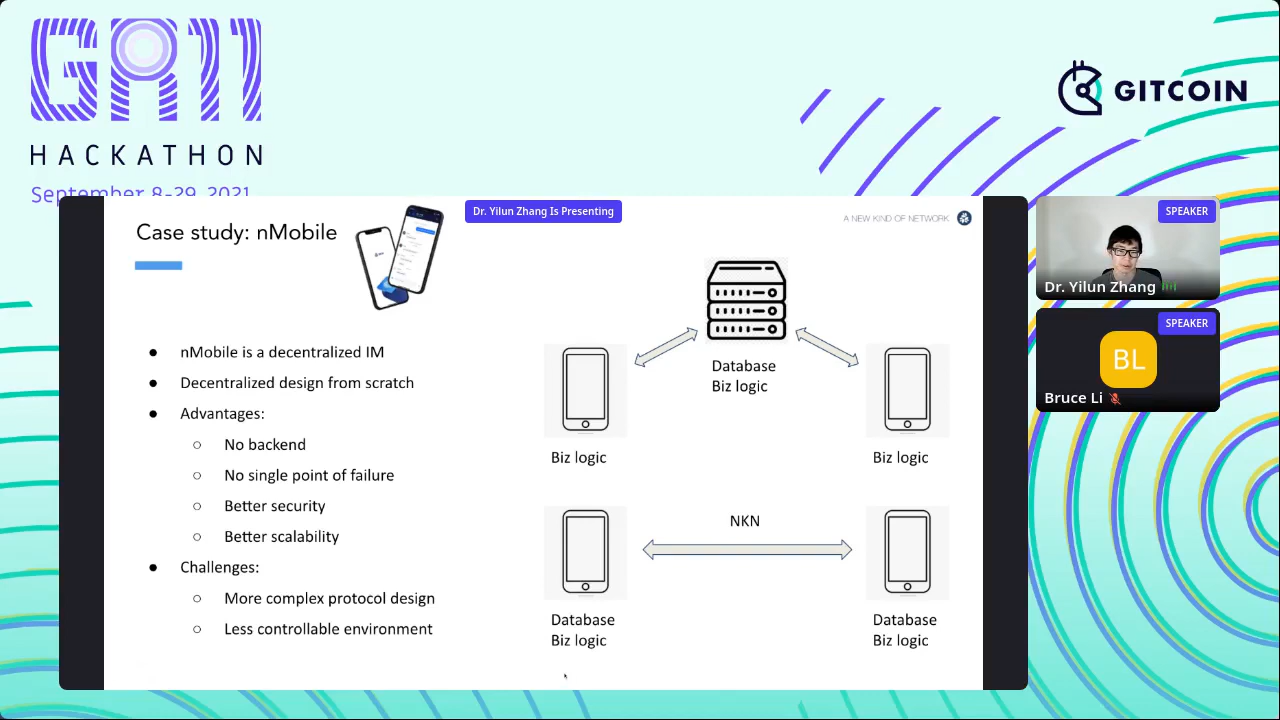 GR11
HACKATHON
September 8-29, 2021
GITCOIN
Dr. Yilun Zhang Is Presenting
A NEW KIND OF NETWORK
Case study: nMobile
● nMobile is a decentralized IM
● Decentralized design from scratch
● Advantages:
○ No backend
○ No single point of failure
○ Better security
○ Better scalability
● Challenges:
○ More complex protocol design
○ Less controllable environment
Database
Biz logic
Biz logic
Biz logic
NKN
Database
Biz logic
Database
Biz logic
SPEAKER
Dr. Yilun Zhang
SPEAKER
BL
Bruce Li